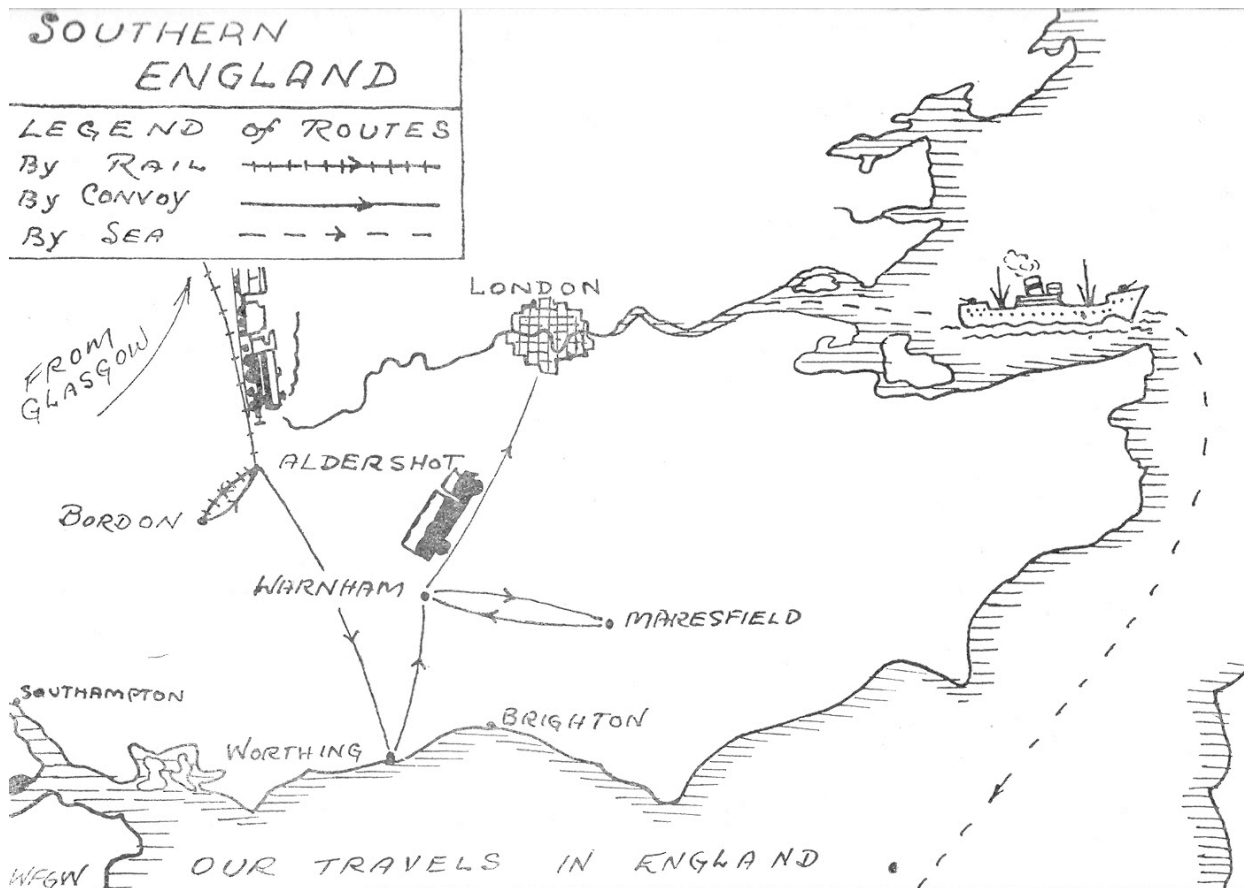 SOUTHERN
ENGLAND
LEGEND of ROUTES
By RAIL
By CONVOY
By SEA
FROM
GLASGOW
LONDON
ALDERSHOT
BORDON
WARNHAM
MARESFIELD
SOUTHAMPTON
WORTHING
BRIGHTON
WFGW
OUR TRAVELS IN ENGLAND